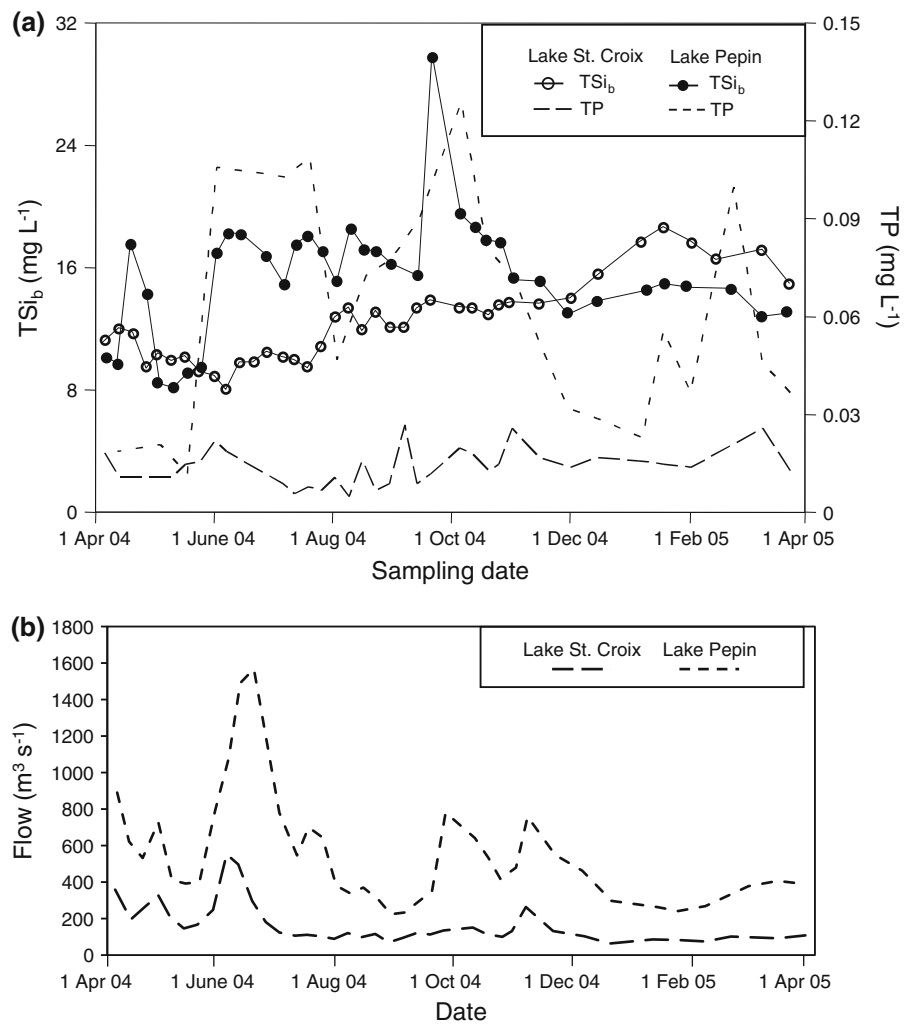 (a)
32
24
16
8
0
TSi_b (mg L-1)
0.15
0.12
0.09
0.06
0.03
0
TP (mg L-1)
Lake St. Croix Lake Pepin
TSi_b TSi_b
TP TP
1 Apr 04 1 June 04 1 Aug 04 1 Oct 04 1 Dec 04 1 Feb 05 1 Apr 05
Sampling date
(b)
1800
1600
1400
1200
1000
800
600
400
200
0
Flow (m³ s-1)
Lake St. Croix Lake Pepin
1 Apr 04 1 June 04 1 Aug 04 1 Oct 04 1 Dec 04 1 Feb 05 1 Apr 05
Date